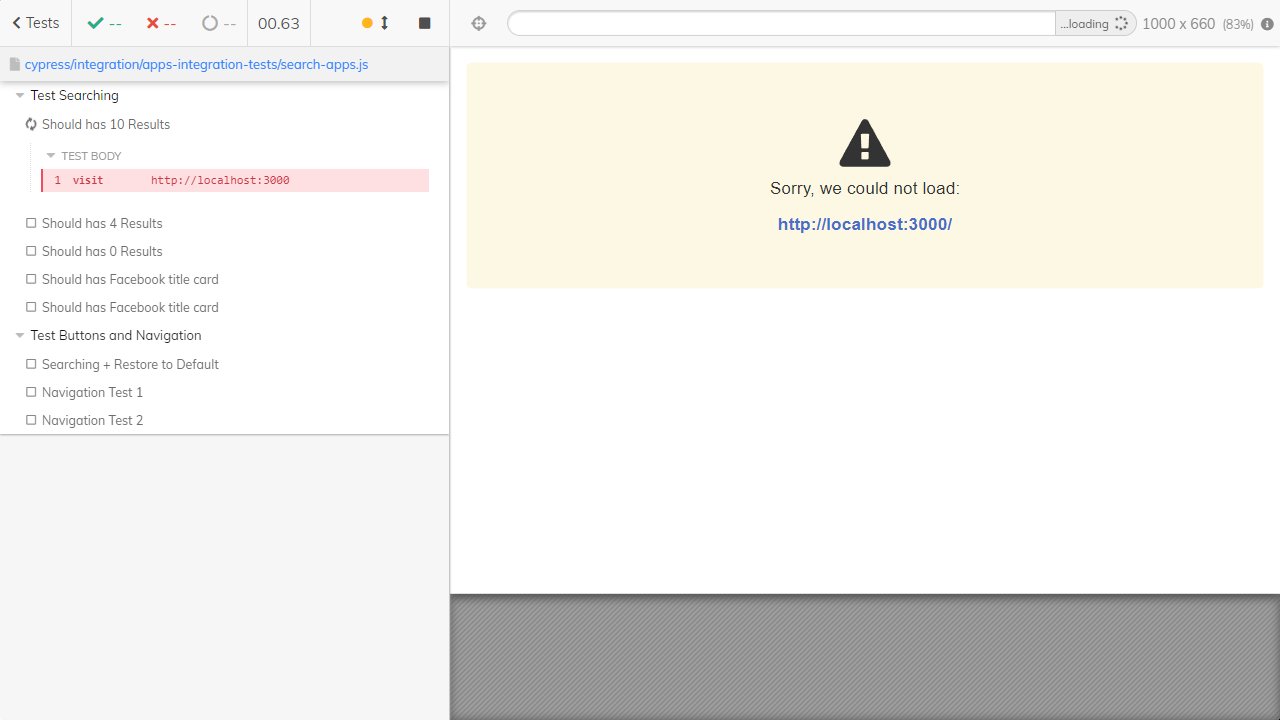 Tests
--
--
--
00.63
...loading
1000 x 660 (83%)
cypress/integration/apps-integration-tests/search-apps.js
Test Searching
Should has 10 Results
TEST BODY
1 visit http://localhost:3000
Should has 4 Results
Should has 0 Results
Should has Facebook title card
Should has Facebook title card
Test Buttons and Navigation
Searching + Restore to Default
Navigation Test 1
Navigation Test 2
Sorry, we could not load:
http://localhost:3000/